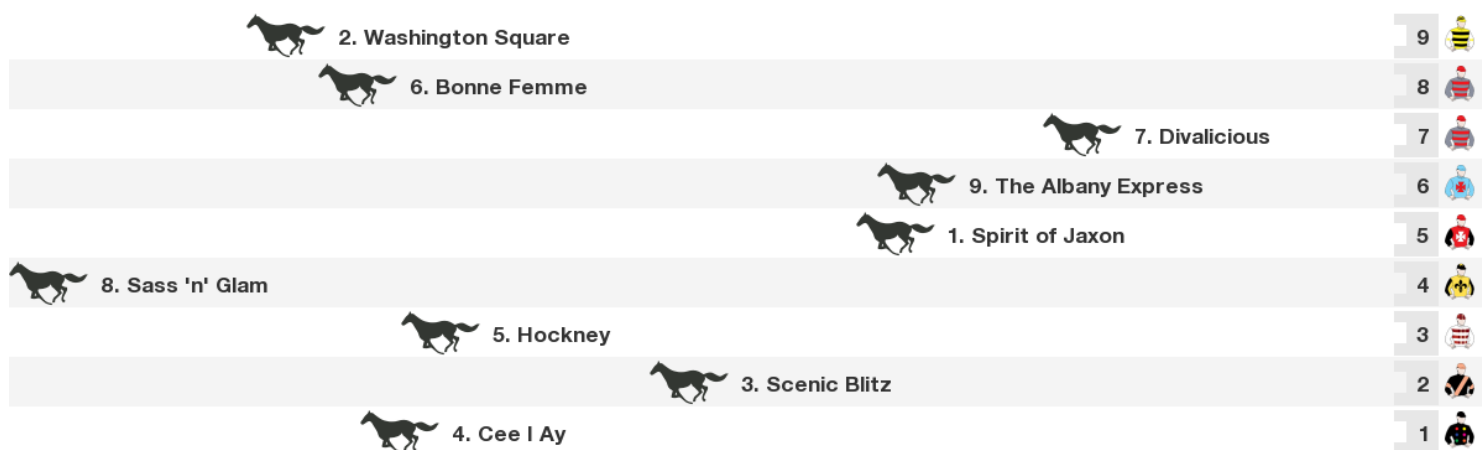 2. Washington Square 9
6. Bonne Femme 8
7. Divalicious 7
9. The Albany Express 6
1. Spirit of Jaxon 5
8. Sass 'n' Glam 4
5. Hockney 3
3. Scenic Blitz 2
4. Cee I Ay 1